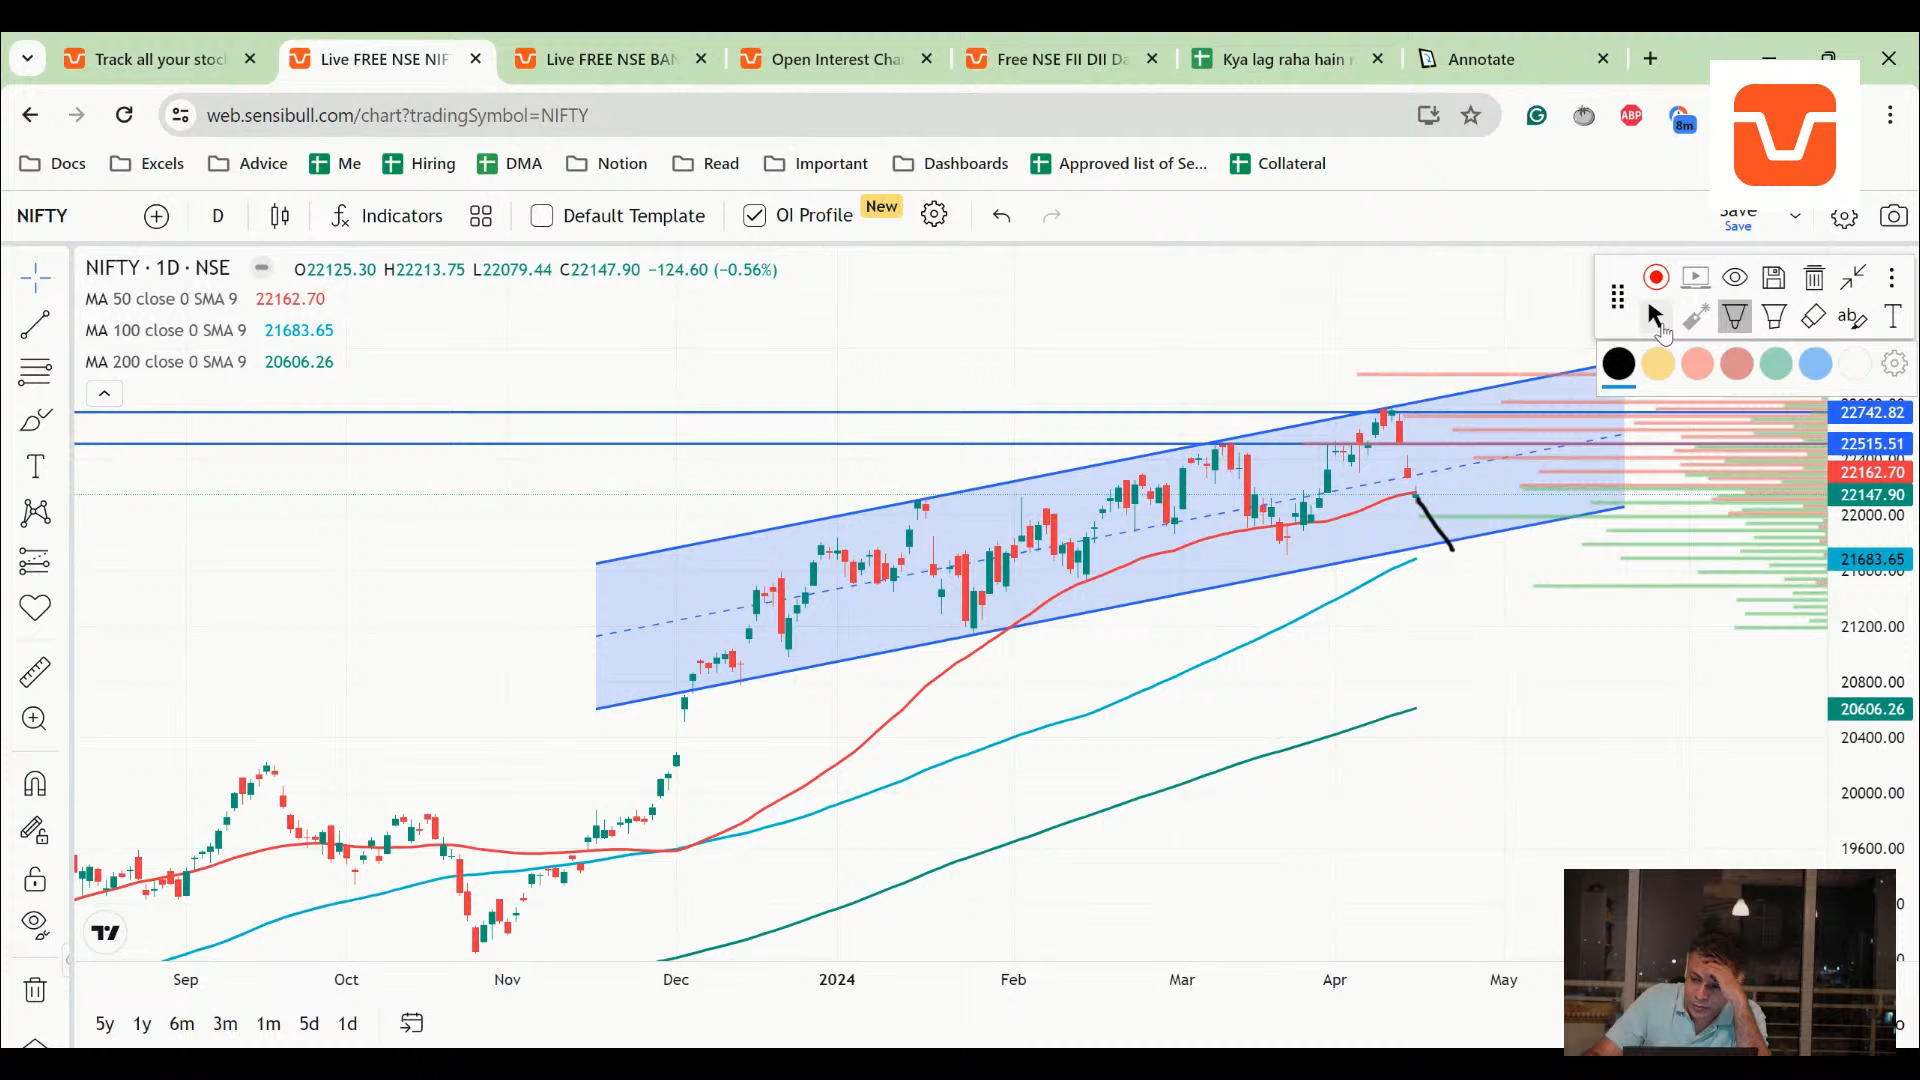 Track all your stoc
Live FREE NSE NIF
Live FREE NSE BAN
Open Interest Cha
Free NSE FII DII Da
Kya lag raha hain
Annotate
web.sensibull.com/chart?tradingSymbol=NIFTY
ABP
8m
Docs
Excels
Advice
Me
Hiring
DMA
Notion
Read
Important
Dashboards
Approved list of Se...
Collateral
NIFTY
D
Indicators
Default Template
OI Profile
New
Save
Save
NIFTY · 1D · NSE
O22125.30 H22213.75 L22079.44 C22147.90 −124.60 (−0.56%)
MA 50 close 0 SMA 9 22162.70
MA 100 close 0 SMA 9 21683.65
MA 200 close 0 SMA 9 20606.26
22742.82
22515.51
22162.70
22147.90
22000.00
21683.65
21600.00
21200.00
20800.00
20606.26
20400.00
20000.00
19600.00
Sep
Oct
Nov
Dec
2024
Feb
Mar
Apr
May
5y
1y
6m
3m
1m
5d
1d